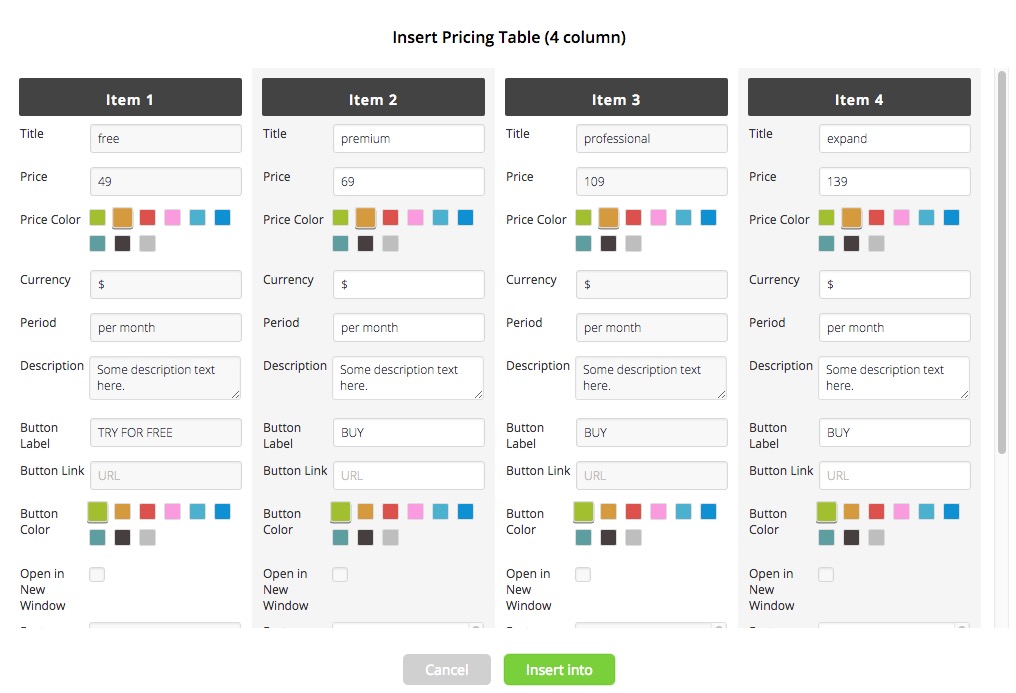 Insert Pricing Table (4 column)
Item 1
Title
free
Price
49
Price Color
Currency
$
Period
per month
Description
Some description text
here.
Button
Label
TRY FOR FREE
Button Link
URL
Button
Color
Open in
New
Window
Item 2
Title
premium
Price
69
Price Color
Currency
$
Period
per month
Description
Some description text
here.
Button
Label
BUY
Button Link
URL
Button
Color
Open in
New
Window
Item 3
Title
professional
Price
109
Price Color
Currency
$
Period
per month
Description
Some description text
here.
Button
Label
BUY
Button Link
URL
Button
Color
Open in
New
Window
Item 4
Title
expand
Price
139
Price Color
Currency
$
Period
per month
Description
Some description text
here.
Button
Label
BUY
Button Link
URL
Button
Color
Open in
New
Window
Cancel
Insert into